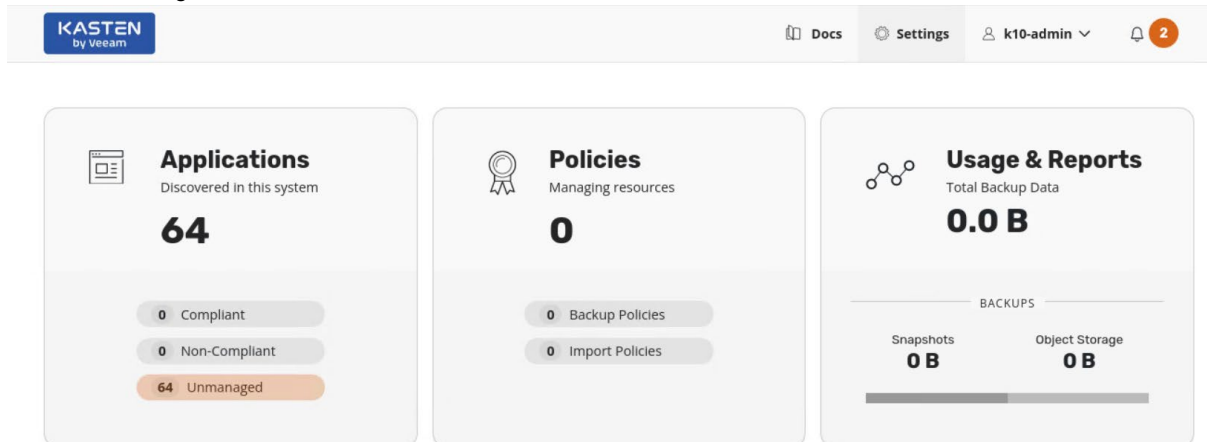 KASTEN
by Veeam
Docs
Settings
k10-admin
2
Applications
Discovered in this system
64
0 Compliant
0 Non-Compliant
64 Unmanaged
Policies
Managing resources
0
0 Backup Policies
0 Import Policies
Usage & Reports
Total Backup Data
0.0 B
BACKUPS
Snapshots
0 B
Object Storage
0 B